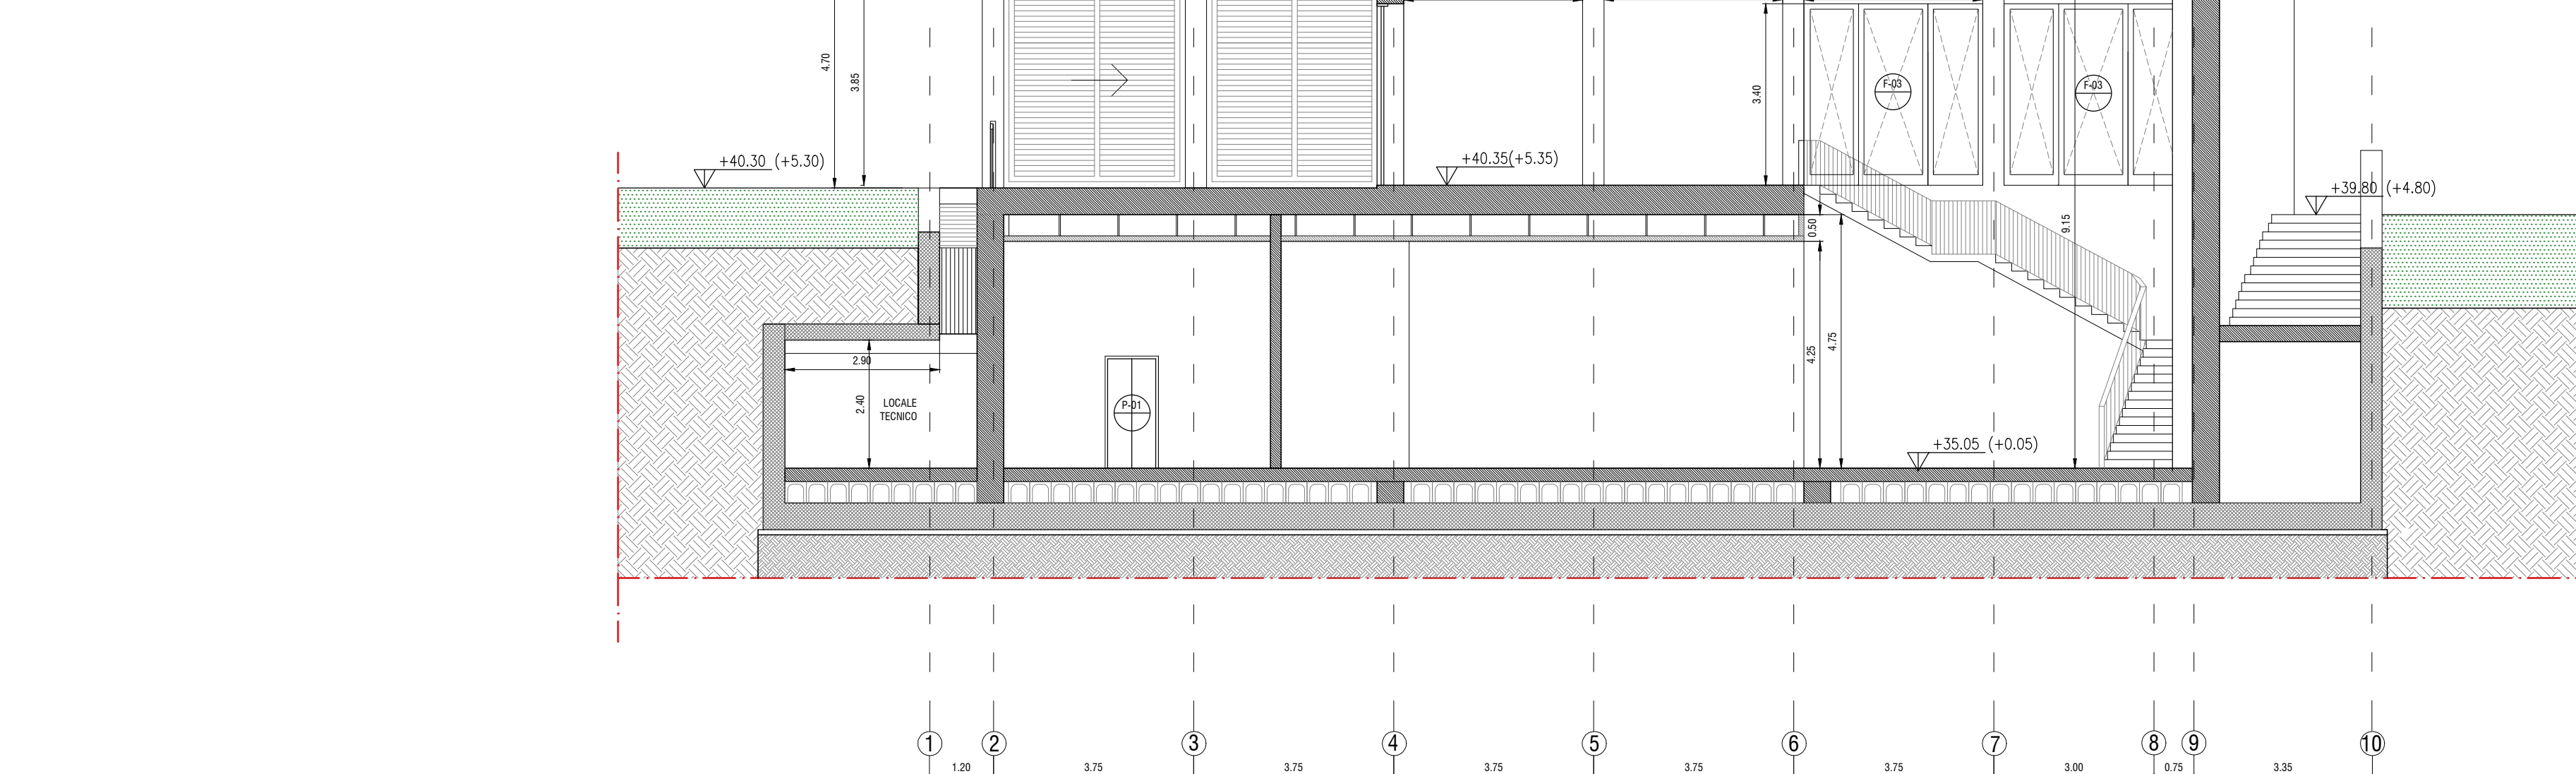 4.70
3.85
3.40
F-03
F-03
+40.30 (+5.30)
+40.35(+5.35)
+39.80 (+4.80)
0.50
9.15
4.25
4.75
2.90
2.40
LOCALE
TECNICO
P-01
+35.05 (+0.05)
1 2 3 4 5 6 7 8 9 10
1.20 3.75 3.75 3.75 3.75 3.75 3.00 0.75 3.35